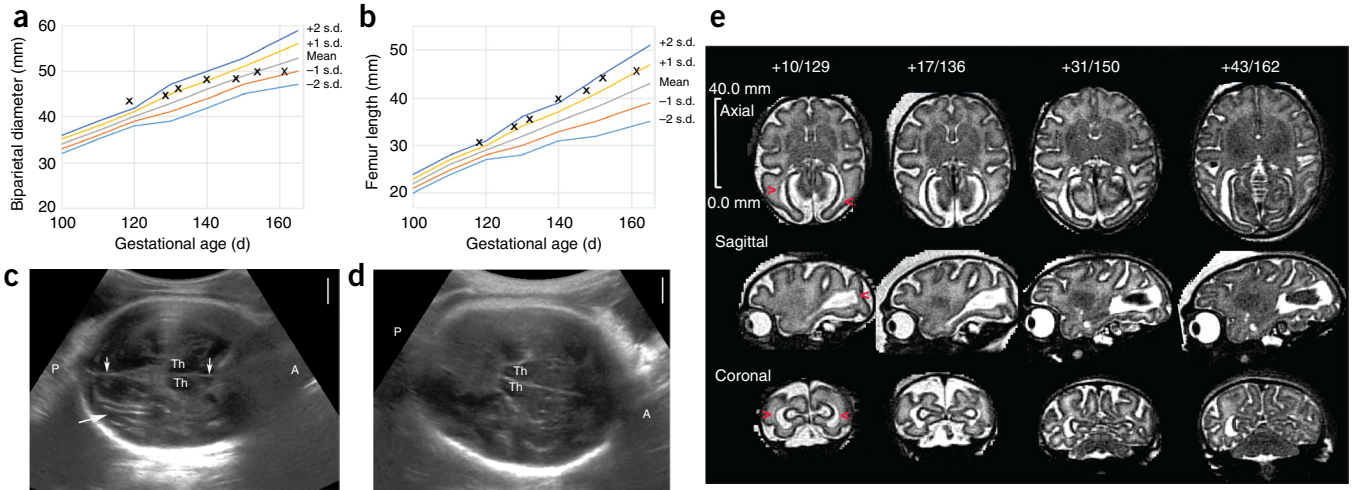 a
Biparietal diameter (mm)
60
50
40
30
20
100
120
140
160
Gestational age (d)
+2 s.d.
+1 s.d.
Mean
–1 s.d.
–2 s.d.
b
Femur length (mm)
50
40
30
20
100
120
140
160
Gestational age (d)
+2 s.d.
+1 s.d.
Mean
–1 s.d.
–2 s.d.
c
P
Th
Th
A
d
P
Th
Th
A
e
+10/129
+17/136
+31/150
+43/162
40.0 mm
Axial
0.0 mm
Sagittal
Coronal